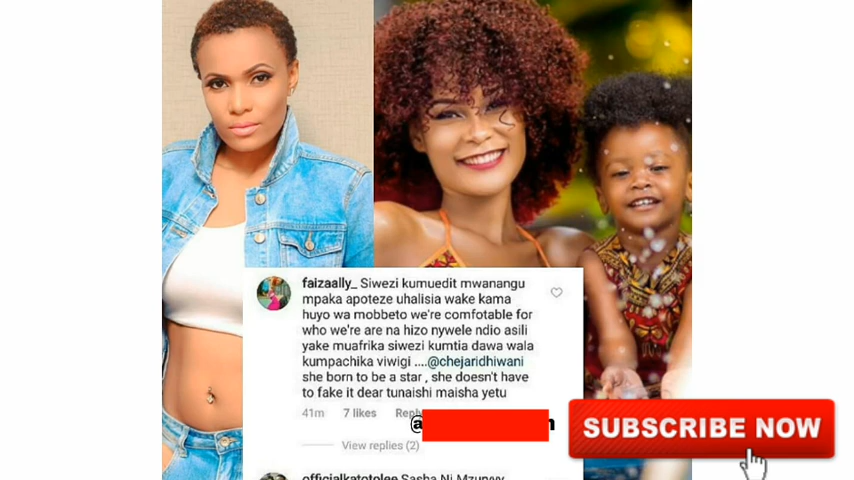 faizaally_ Siwezi kumuedit mwanangu
mpaka apoteze uhalisia wake kama
huyo wa mobbeto we're comfotable for
who we're are na hizo nywele ndio asili
yake muafrika siwezi kumtia dawa wala
kumpachika viwigi ....@chejaridhiwani
she born to be a star , she doesn't have
to fake it dear tunaishi maisha yetu
41m 7 likes
View replies (2)
SUBSCRIBE NOW
officialkatotolee Sasha Ni